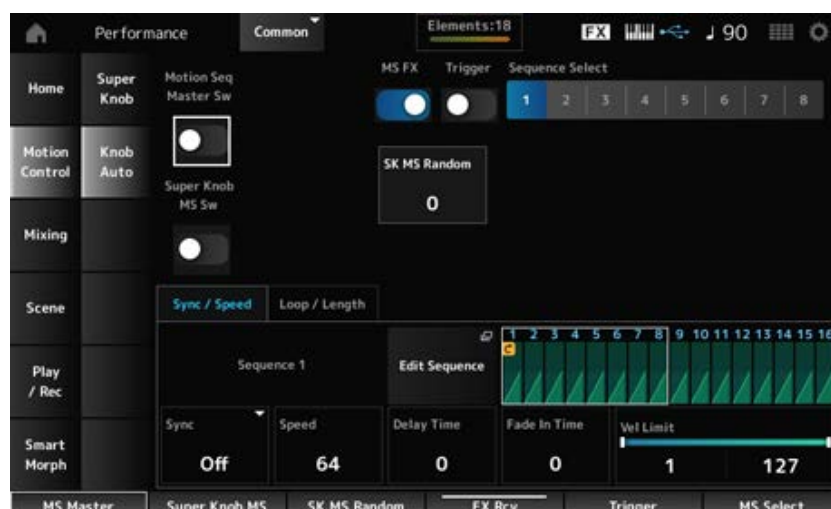 Performance
Common
Elements:18
FX
90
Home
Super
Knob
Motion
Control
Knob
Auto
Mixing
Scene
Play
/ Rec
Smart
Morph
Motion Seq
Master Sw
MS FX
Trigger
Sequence Select
1 2 3 4 5 6 7 8
Super Knob
MS Sw
SK MS Random
0
Sync / Speed
Loop / Length
Sequence 1
Edit Sequence
1 2 3 4 5 6 7 8 9 10 11 12 13 14 15 16
C
Sync
Off
Speed
64
Delay Time
0
Fade In Time
0
Vel Limit
1 127
MS Master
Super Knob MS
SK MS Random
FX Rcv
Trigger
MS Select